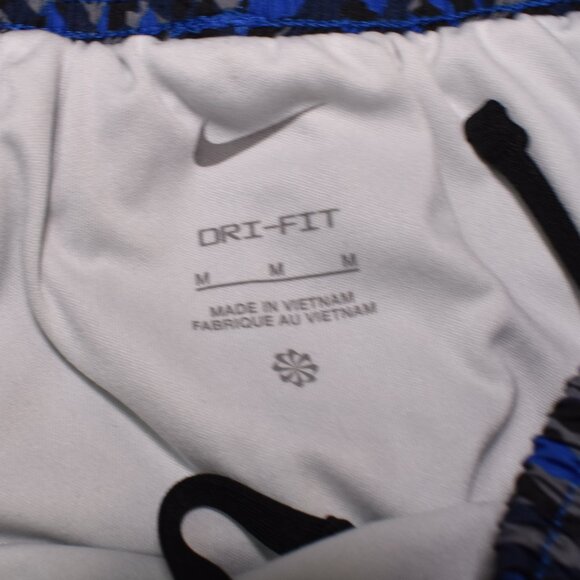 DRI-FIT
M M M
MADE IN VIETNAM
FABRIQUE AU VIETNAM